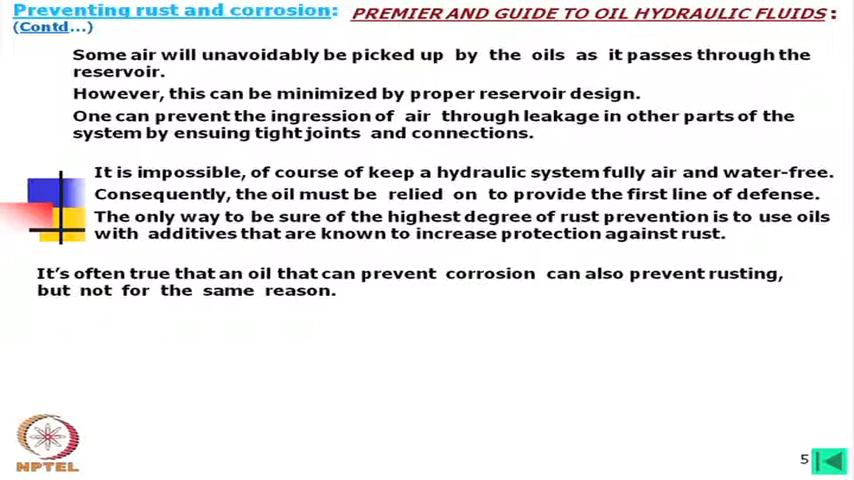 Preventing rust and corrosion: PREMIER AND GUIDE TO OIL HYDRAULIC FLUIDS :
(Contd...)
Some air will unavoidably be picked up by the oils as it passes through the
reservoir.
However, this can be minimized by proper reservoir design.
One can prevent the ingression of air through leakage in other parts of the
system by ensuing tight joints and connections.
It is impossible, of course of keep a hydraulic system fully air and water-free.
Consequently, the oil must be relied on to provide the first line of defense.
The only way to be sure of the highest degree of rust prevention is to use oils
with additives that are known to increase protection against rust.
It's often true that an oil that can prevent corrosion can also prevent rusting,
but not for the same reason.
NPTEL
5